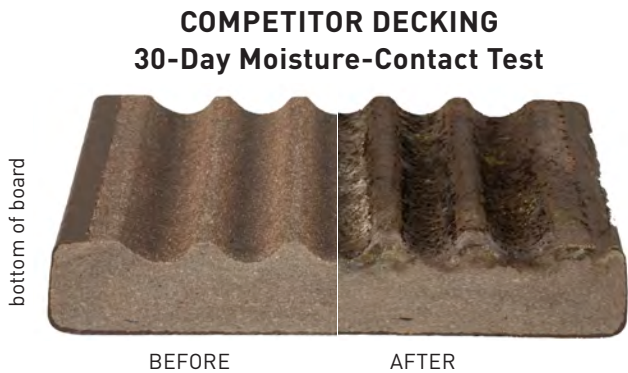 COMPETITOR DECKING
30-Day Moisture-Contact Test
bottom of board
BEFORE
AFTER